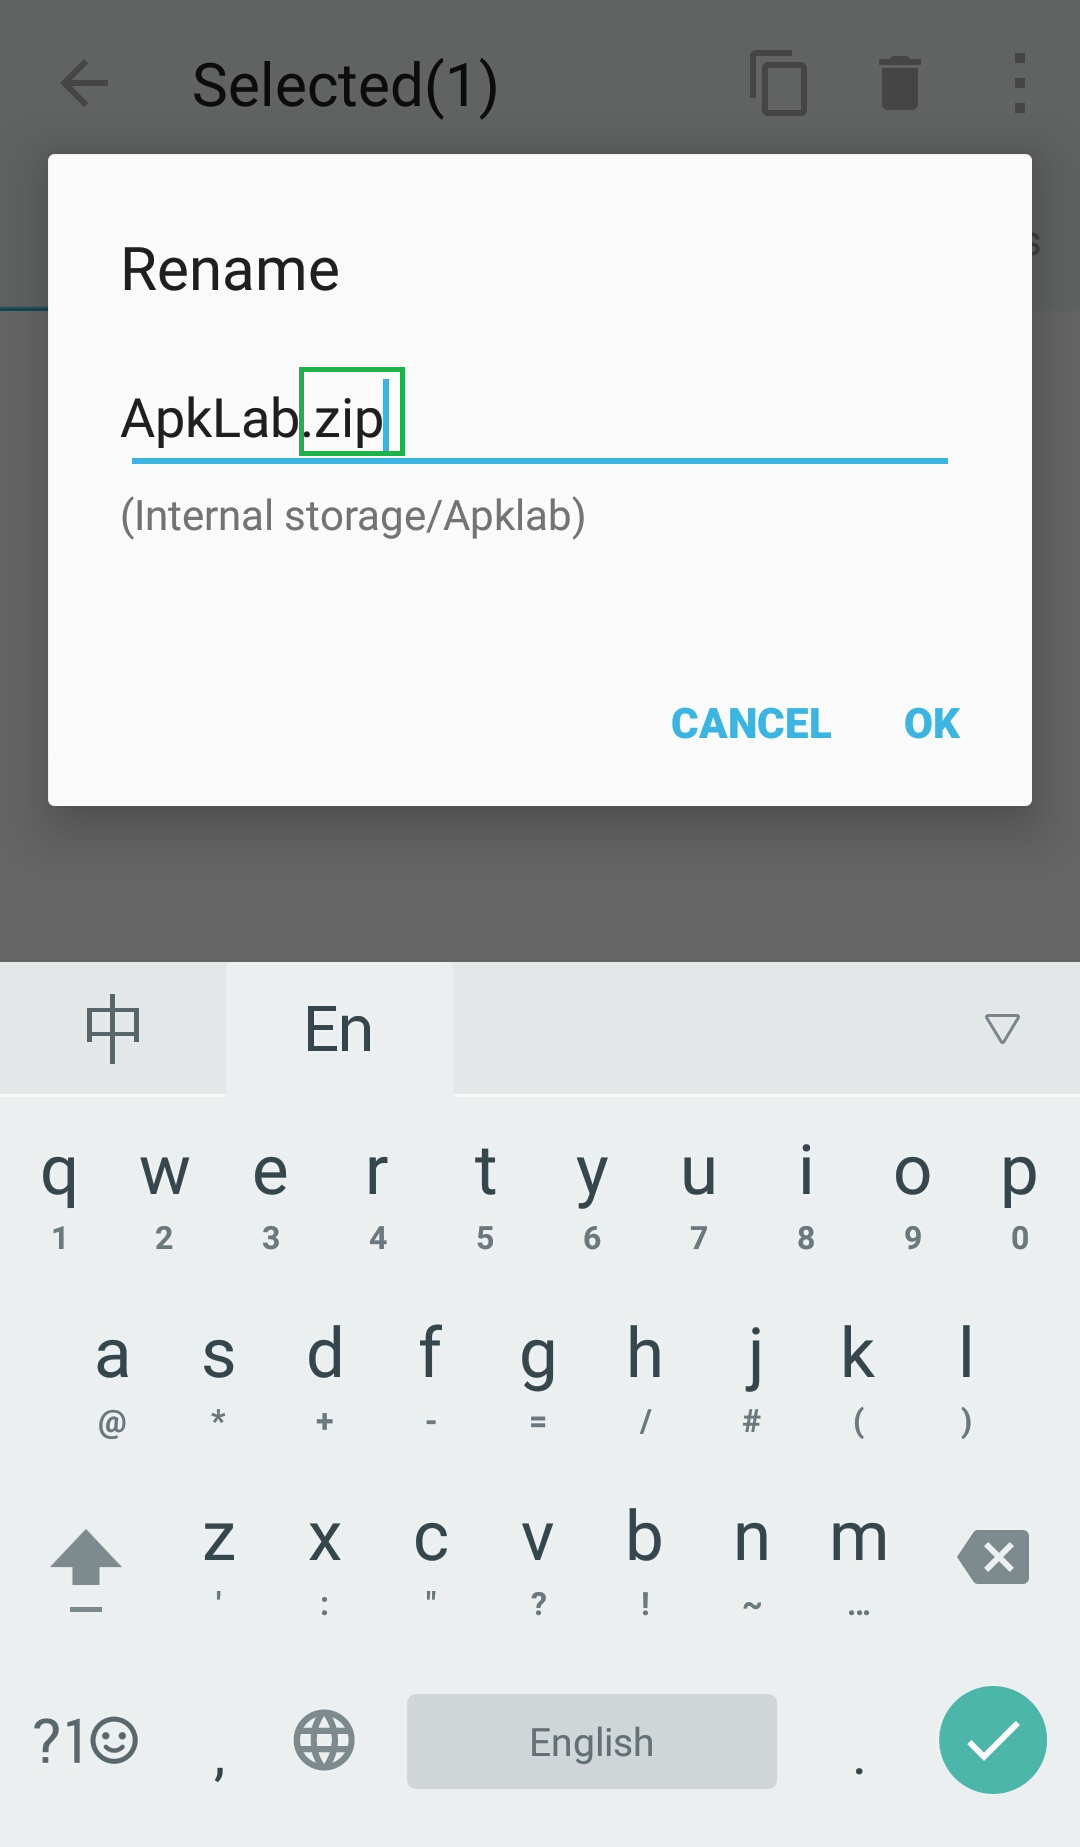 Selected(1)
s
Rename
ApkLab.zip
(Internal storage/Apklab)
CANCEL OK
中 En
q w e r t y u i o p
1 2 3 4 5 6 7 8 9 0
a s d f g h j k l
@ * + - = / # ( )
z x c v b n m
' : " ? ! ~ …
?1☺ , English .